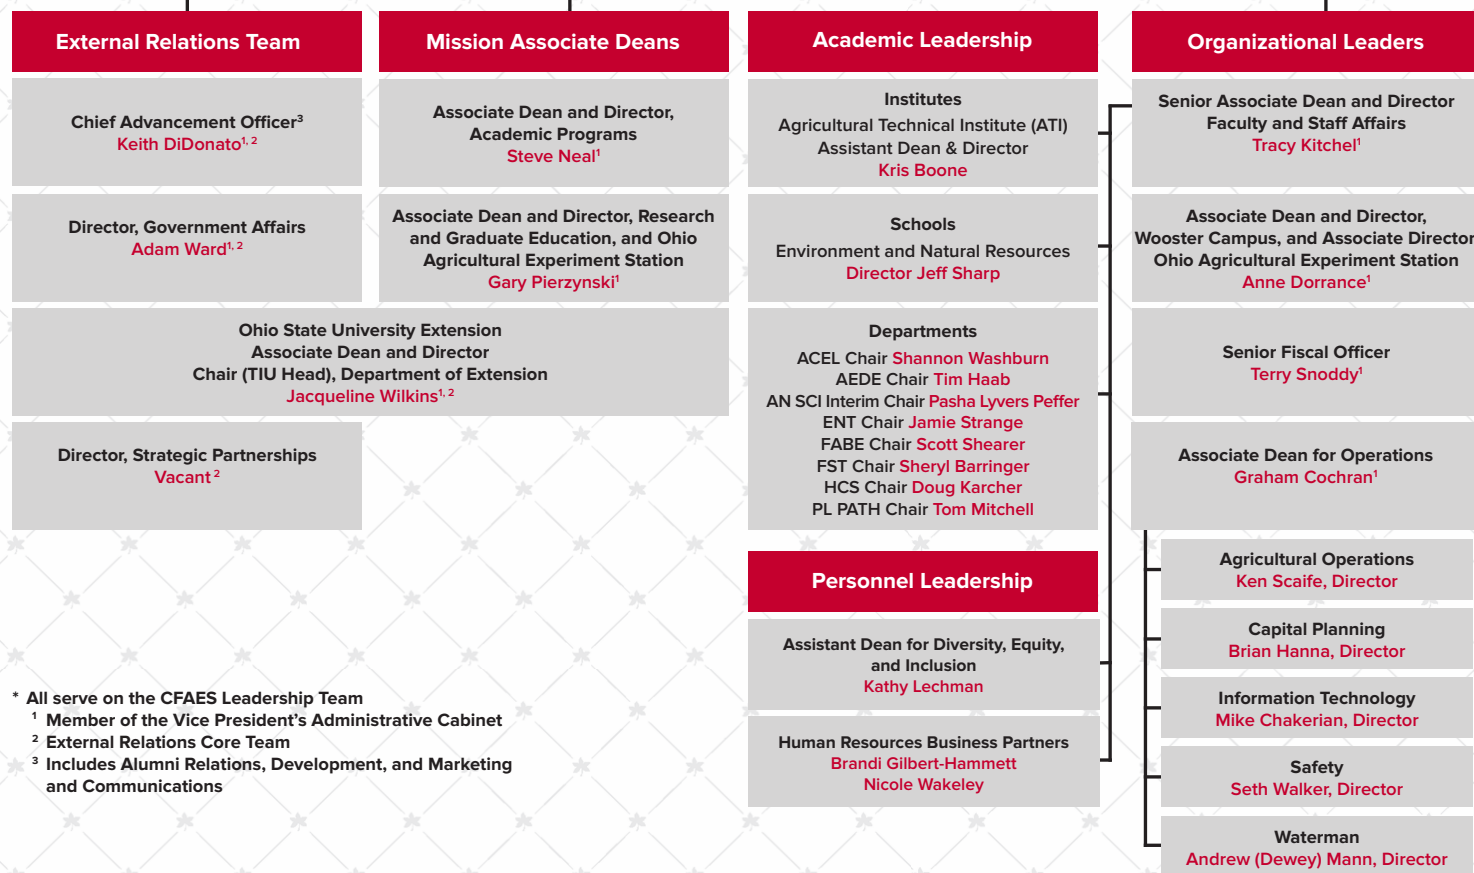 External Relations Team
Chief Advancement Officer³
Keith DiDonato¹, ²
Director, Government Affairs
Adam Ward¹, ²
Mission Associate Deans
Associate Dean and Director,
Academic Programs
Steve Neal¹
Associate Dean and Director, Research
and Graduate Education, and Ohio
Agricultural Experiment Station
Gary Pierzynski¹
Ohio State University Extension
Associate Dean and Director
Chair (TIU Head), Department of Extension
Jacqueline Wilkins¹, ²
Director, Strategic Partnerships
Vacant ²
Academic Leadership
Institutes
Agricultural Technical Institute (ATI)
Assistant Dean & Director
Kris Boone
Schools
Environment and Natural Resources
Director Jeff Sharp
Departments
ACEL Chair Shannon Washburn
AEDE Chair Tim Haab
AN SCI Interim Chair Pasha Lyvers Peffer
ENT Chair Jamie Strange
FABE Chair Scott Shearer
FST Chair Sheryl Barringer
HCS Chair Doug Karcher
PL PATH Chair Tom Mitchell
Personnel Leadership
Assistant Dean for Diversity, Equity,
and Inclusion
Kathy Lechman
Human Resources Business Partners
Brandi Gilbert-Hammett
Nicole Wakeley
Organizational Leaders
Senior Associate Dean and Director
Faculty and Staff Affairs
Tracy Kitchel¹
Associate Dean and Director,
Wooster Campus, and Associate Director
Ohio Agricultural Experiment Station
Anne Dorrance¹
Senior Fiscal Officer
Terry Snoddy¹
Associate Dean for Operations
Graham Cochran¹
Agricultural Operations
Ken Scaife, Director
Capital Planning
Brian Hanna, Director
Information Technology
Mike Chakerian, Director
Safety
Seth Walker, Director
Waterman
Andrew (Dewey) Mann, Director
* All serve on the CFAES Leadership Team
¹ Member of the Vice President’s Administrative Cabinet
² External Relations Core Team
³ Includes Alumni Relations, Development, and Marketing
and Communications